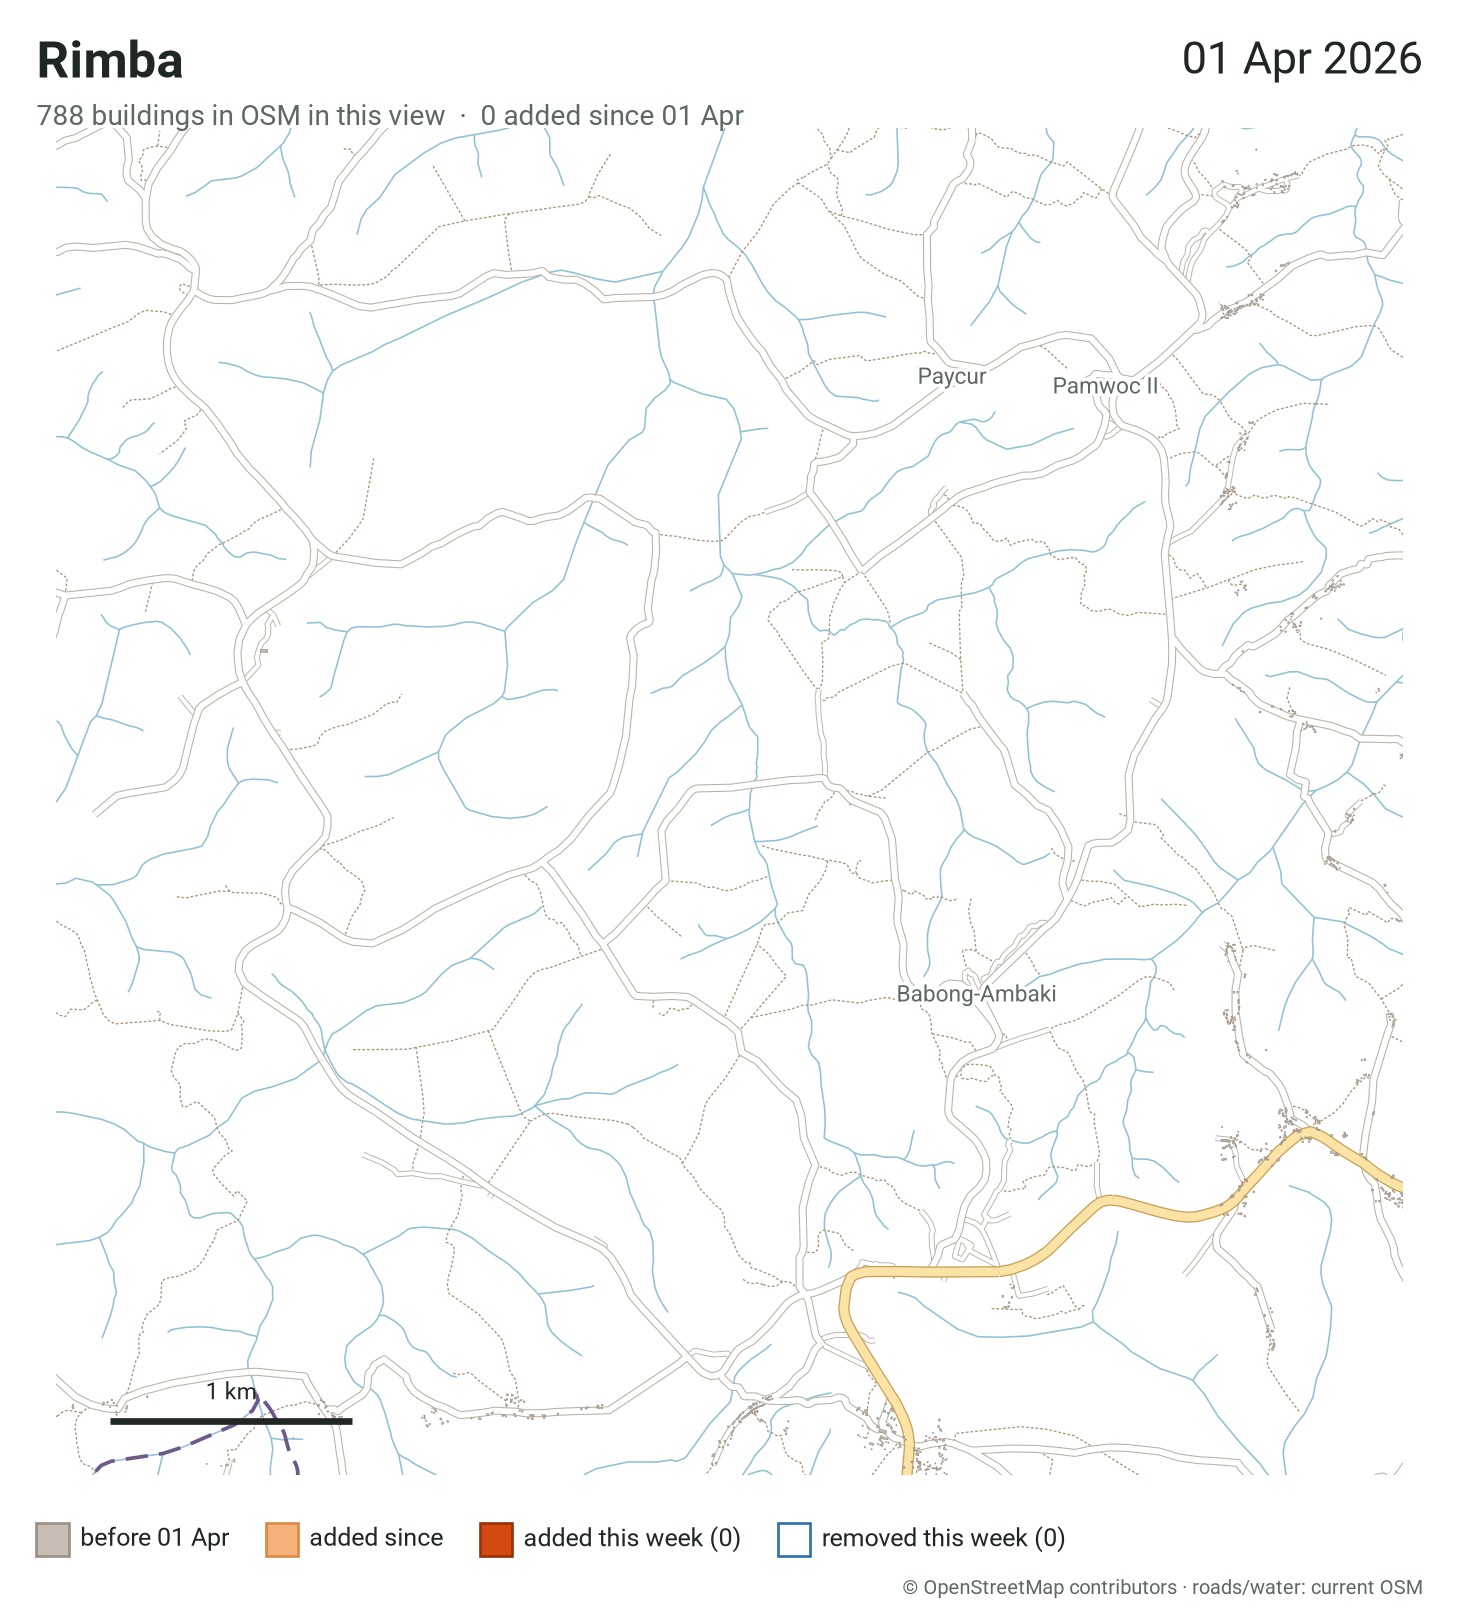 Rimba
01 Apr 2026
788 buildings in OSM in this view · 0 added since 01 Apr
Paycur
Pamwoc II
Babong-Ambaki
1 km
before 01 Apr
added since
added this week (0)
removed this week (0)
© OpenStreetMap contributors · roads/water: current OSM